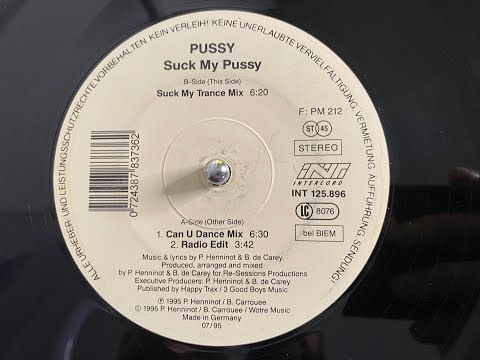 ALLE URHEBER UND LEISTUNGSSCHUTZRECHTE VORBEHALTEN KEIN VERLEIH! KEINE UNERLAUBTE VERVIELFÄLTIGUNG, VERMIETUNG, AUFFÜHRUNG, SENDUNG!
PUSSY
Suck My Pussy
B-Side (This Side)
Suck My Trance Mix 6:20
F: PM 212
ST 45
STEREO
INT
INTERCORD
INT 125.896
LC 8076
bel BIEM
0 724387 837362
A-Side (Other Side)
1. Can U Dance Mix 6:30
2. Radio Edit 3:42
Music & lyrics by P. Henninot & B. de Carey
Produced, arranged and mixed
by P. Henninot & B. de Carey for Re-Sessions Productions
Executive Producers: P. Henninot & B. de Carey
Published by Happy Trax / 3 Good Boys Music
℗ 1995 P. Henninot / B. Carrouee
© 1995 P. Henninot / B. Carrouee / Wotre Music
Made in Germany
07/95